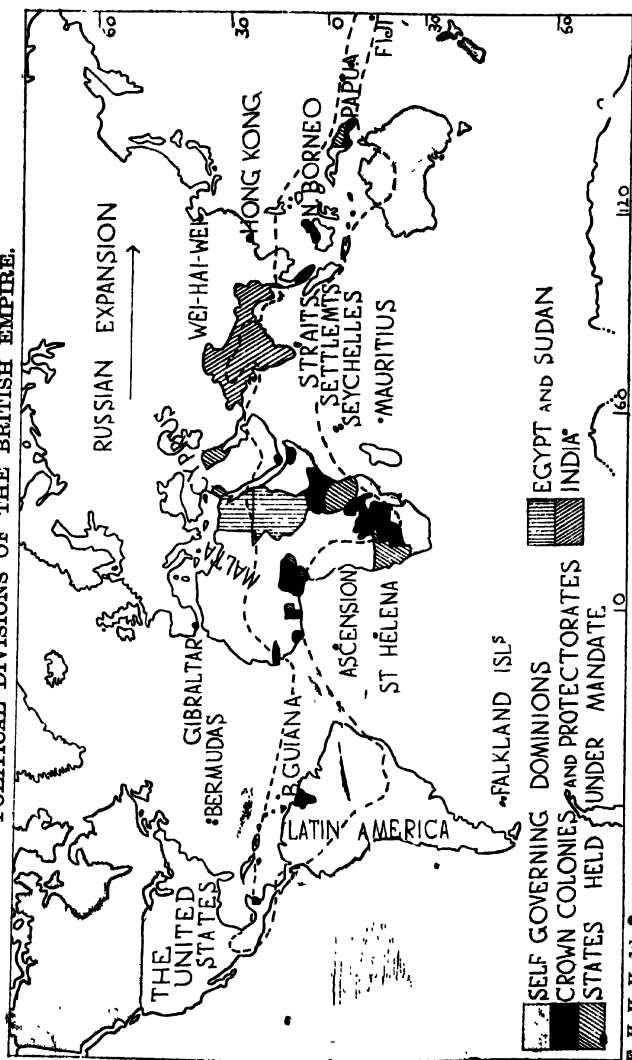 POLITICAL DIVISIONS OF THE BRITISH EMPIRE.
RUSSIAN EXPANSION
THE
UNITED
STATES
GIBRALTAR
BERMUDAS
MALTA
CYPRUS
WEI-HAI-WEI
HONG KONG
B.GUIANA
LATIN AMERICA
ASCENSION
ST HELENA
STRAITS
SETTLEMTS
SEYCHELLES
MAURITIUS
N BORNEO
PAPUA
FIJI
FALKLAND ISLS
60
30
0
30
60
10
60
120
SELF GOVERNING DOMINIONS
CROWN COLONIES AND PROTECTORATES
STATES HELD UNDER MANDATE
EGYPT AND SUDAN
INDIA